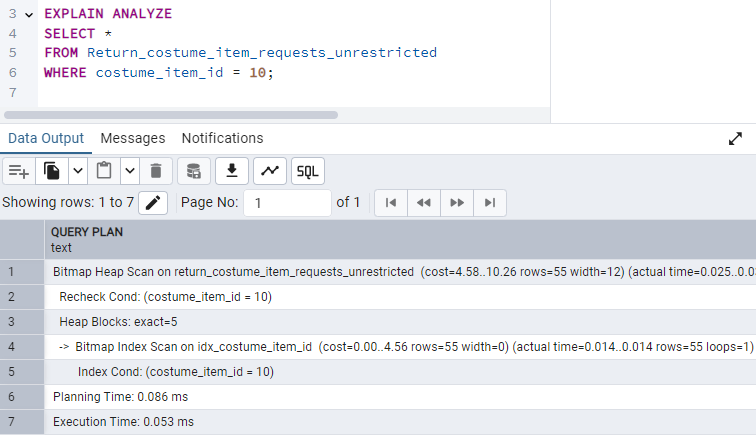 3 EXPLAIN ANALYZE
4 SELECT *
5 FROM Return_costume_item_requests_unrestricted
6 WHERE costume_item_id = 10;
7
Data Output Messages Notifications
SQL
Showing rows: 1 to 7 Page No: 1 of 1
QUERY PLAN
text
1 Bitmap Heap Scan on return_costume_item_requests_unrestricted (cost=4.58..10.26 rows=55 width=12) (actual time=0.025..0.03
2 Recheck Cond: (costume_item_id = 10)
3 Heap Blocks: exact=5
4 -> Bitmap Index Scan on idx_costume_item_id (cost=0.00..4.56 rows=55 width=0) (actual time=0.014..0.014 rows=55 loops=1)
5 Index Cond: (costume_item_id = 10)
6 Planning Time: 0.086 ms
7 Execution Time: 0.053 ms